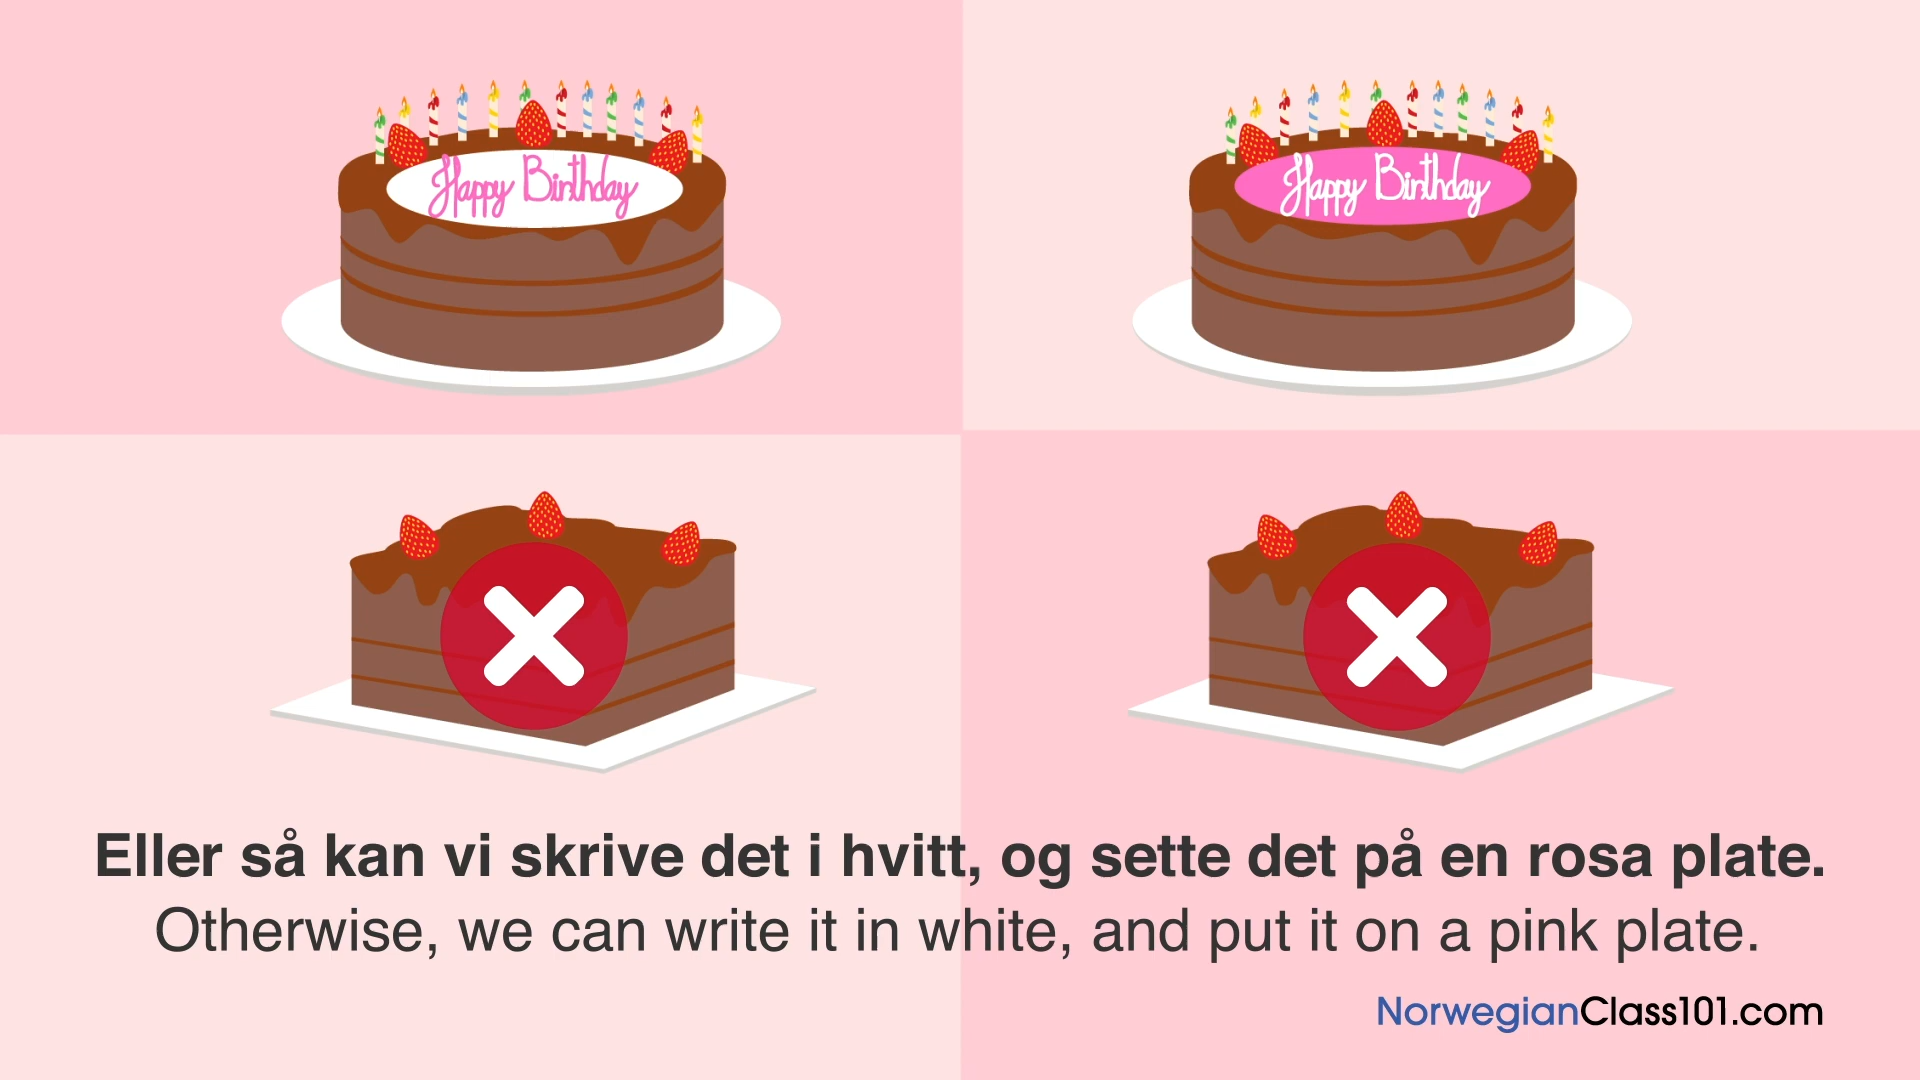 Happy Birthday
Happy Birthday
Eller så kan vi skrive det i hvitt, og sette det på en rosa plate.
Otherwise, we can write it in white, and put it on a pink plate.
NorwegianClass101.com